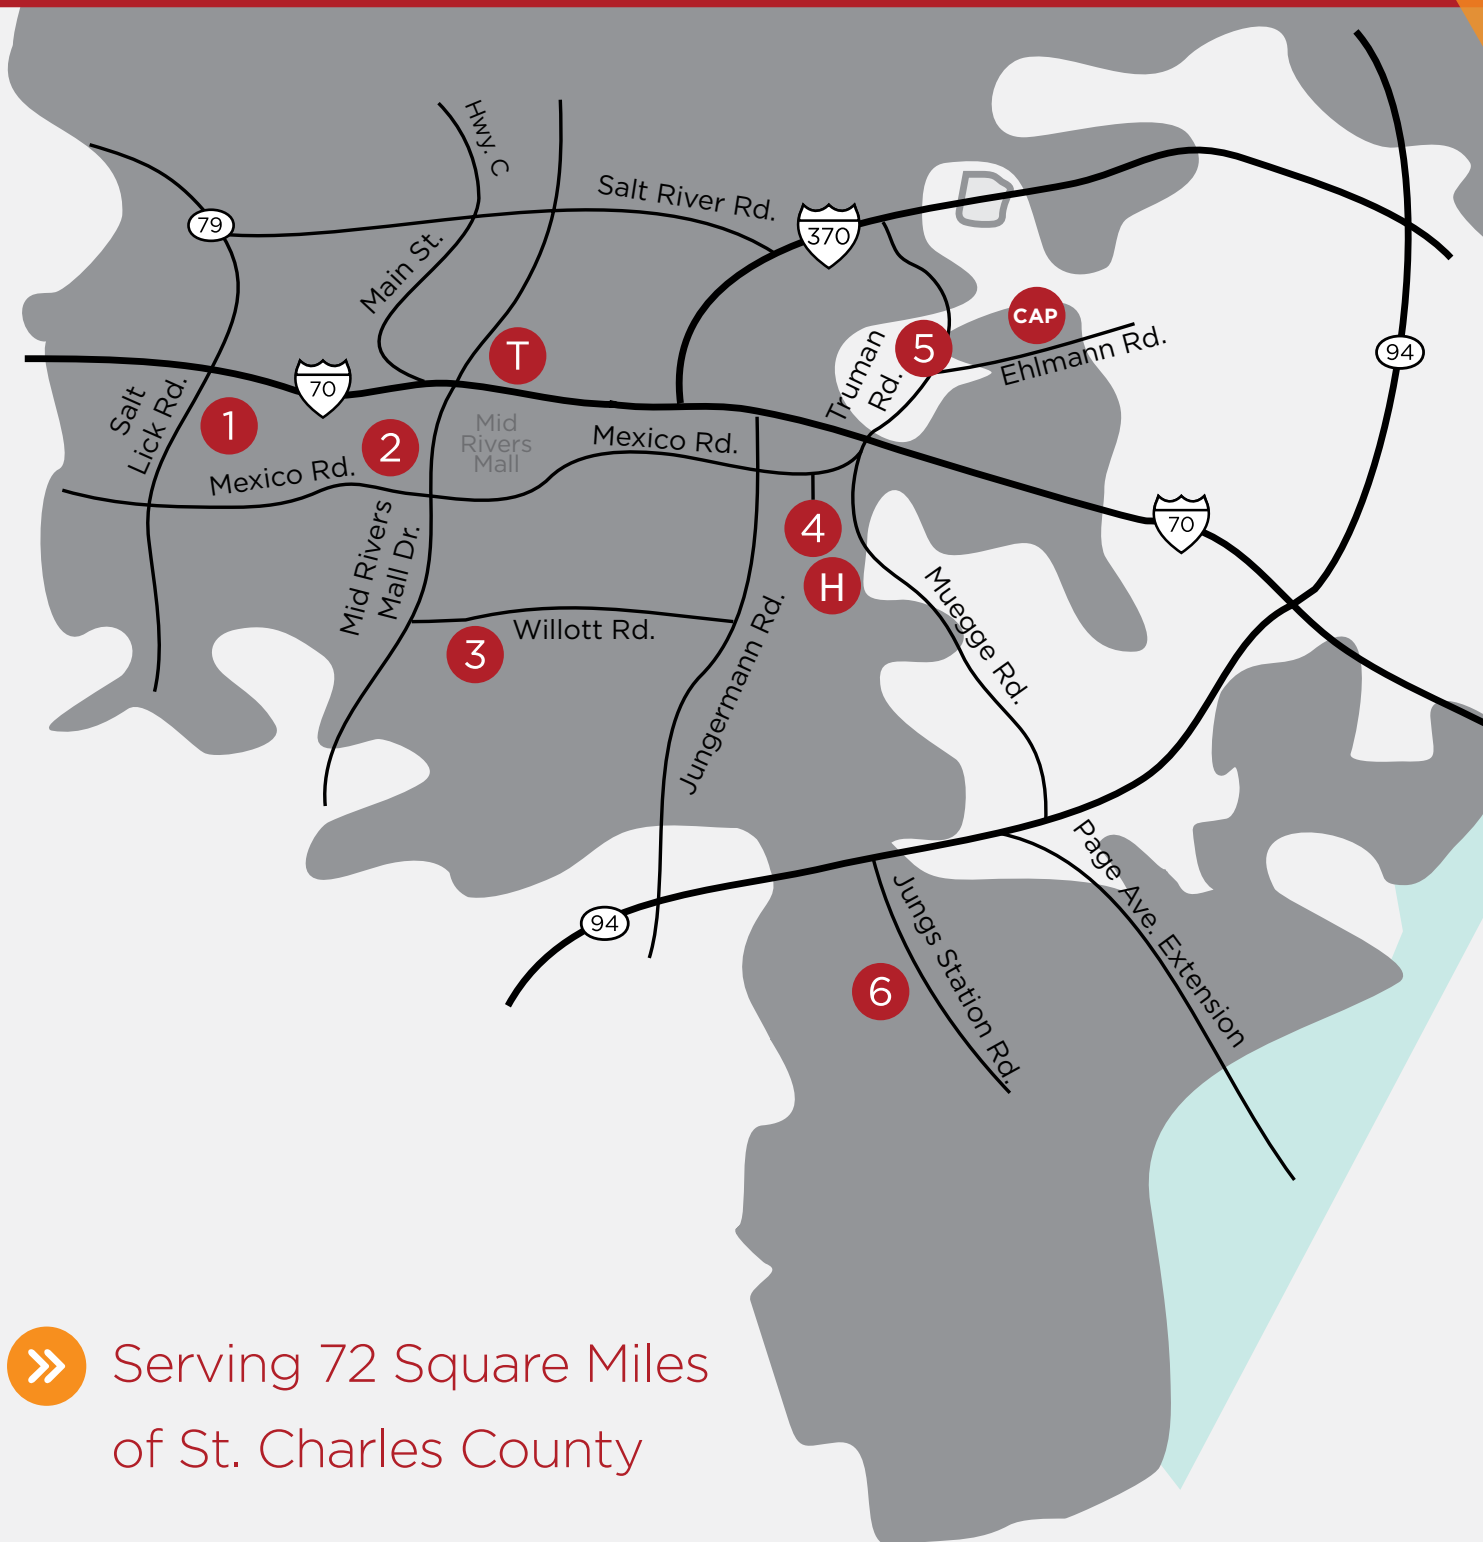 Hwy. C
Salt River Rd.
79
370
Main St.
CAP
T
5
Truman
Rd.
Ehlmann Rd.
94
70
Salt
Lick Rd.
1
2
Mid
Rivers
Mall
Mexico Rd.
Mexico Rd.
70
4
H
Mid Rivers
Mall Dr.
Willott Rd.
3
Jungermann Rd.
Muegge Rd.
Page Ave. Extension
94
Jungs Station Rd.
6
Serving 72 Square Miles
of St. Charles County